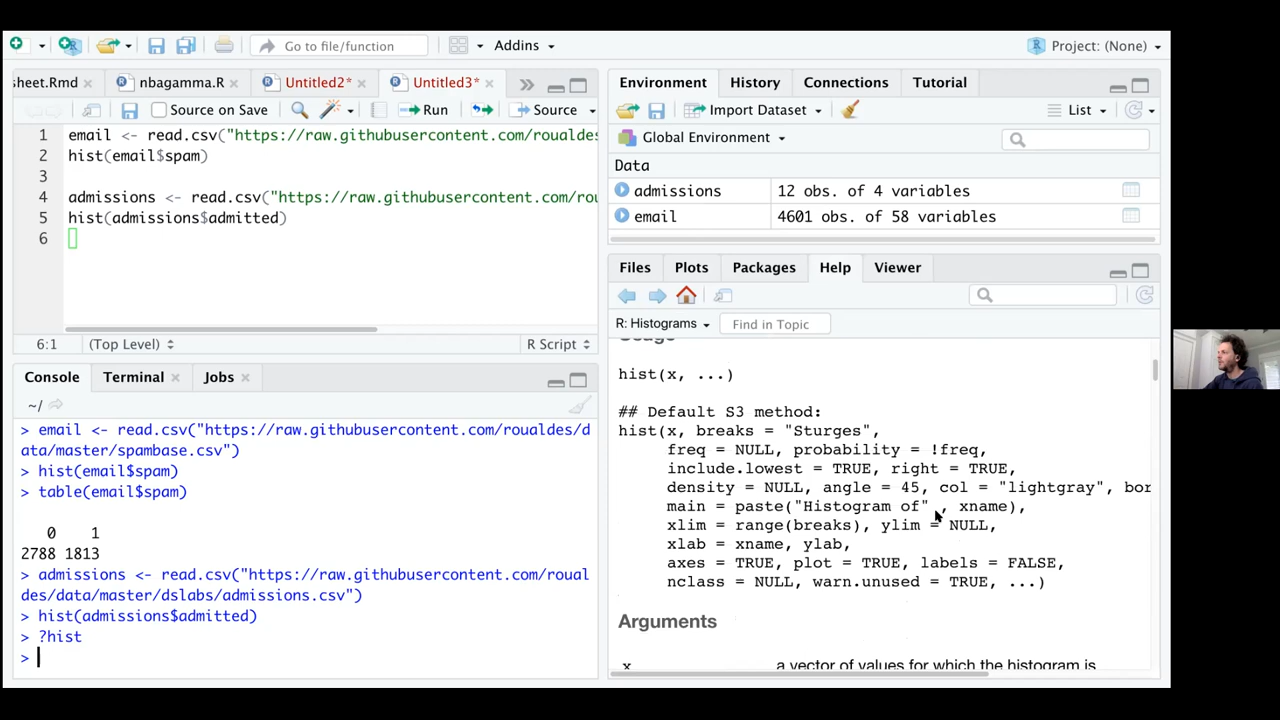 Go to file/function
Addins
Project: (None)
sheet.Rmd
nbagamma.R
Untitled2*
Untitled3*
Source on Save
Run
Source
1 email <- read.csv("https://raw.githubusercontent.com/roualdes
2 hist(email$spam)
3
4 admissions <- read.csv("https://raw.githubusercontent.com/rou
5 hist(admissions$admitted)
6
6:1 (Top Level) R Script
Console Terminal Jobs
~/
> email <- read.csv("https://raw.githubusercontent.com/roualdes/d
ata/master/spambase.csv")
> hist(email$spam)
> table(email$spam)
0 1
2788 1813
> admissions <- read.csv("https://raw.githubusercontent.com/roual
des/data/master/dslabs/admissions.csv")
> hist(admissions$admitted)
> ?hist
>
Environment History Connections Tutorial
Import Dataset
List
Global Environment
Data
admissions 12 obs. of 4 variables
email 4601 obs. of 58 variables
Files Plots Packages Help Viewer
R: Histograms
Find in Topic
Usage
hist(x, ...)
## Default S3 method:
hist(x, breaks = "Sturges",
freq = NULL, probability = !freq,
include.lowest = TRUE, right = TRUE,
density = NULL, angle = 45, col = "lightgray", bor
main = paste("Histogram of" , xname),
xlim = range(breaks), ylim = NULL,
xlab = xname, ylab,
axes = TRUE, plot = TRUE, labels = FALSE,
nclass = NULL, warn.unused = TRUE, ...)
Arguments
x a vector of values for which the histogram is